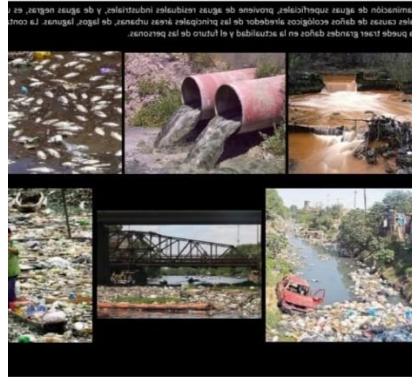 aminación de aguas superficiales, proviene de aguas residuales industriales, y de aguas negras, es
ales causas de daños ecológicos alrededor de las principales áreas urbanas, de lagos, lagunas. La
puede traer grandes daños en la actualidad y el futuro de las personas.